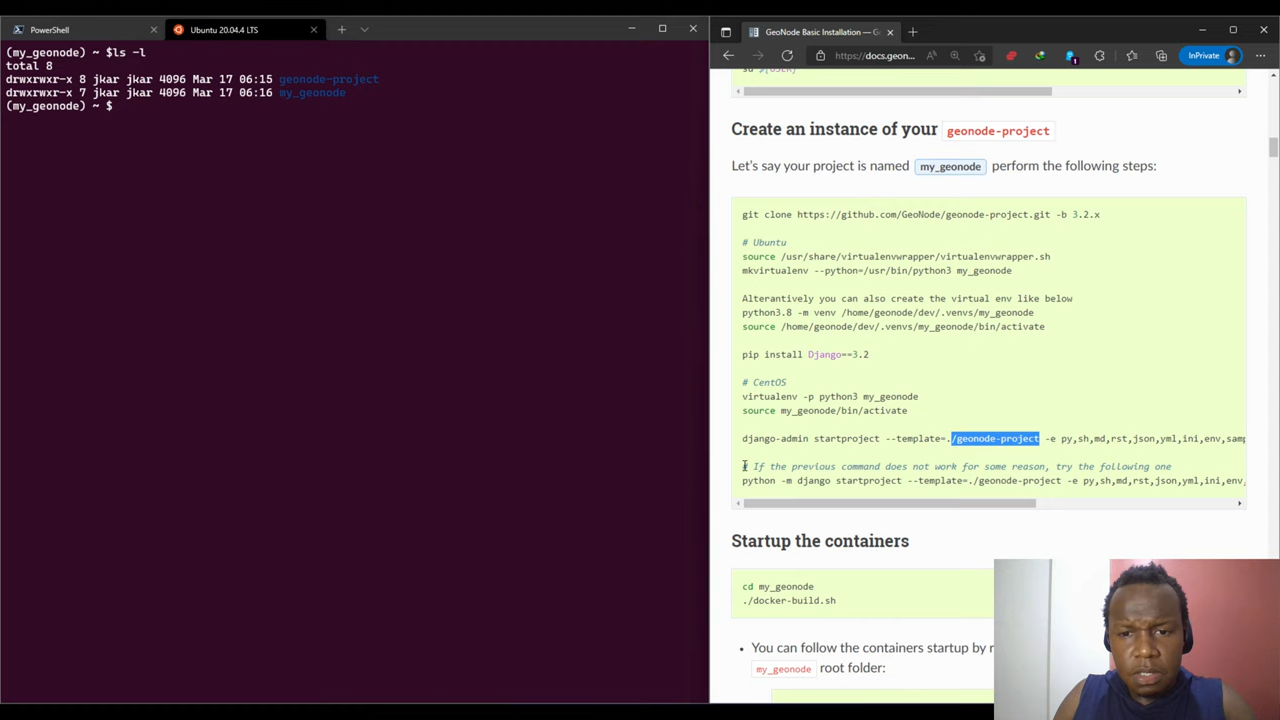 PowerShell
Ubuntu 20.04.4 LTS
GeoNode Basic Installation — G
https://docs.geon...
InPrivate
1
(my_geonode) ~ $ls -l
total 8
drwxrwxr-x 8 jkar jkar 4096 Mar 17 06:15 geonode-project
drwxrwxr-x 7 jkar jkar 4096 Mar 17 06:16 my_geonode
(my_geonode) ~ $
su ${USER}
Create an instance of your geonode-project
Let's say your project is named my_geonode perform the following steps:
git clone https://github.com/GeoNode/geonode-project.git -b 3.2.x
# Ubuntu
source /usr/share/virtualenvwrapper/virtualenvwrapper.sh
mkvirtualenv --python=/usr/bin/python3 my_geonode
Alterantively you can also create the virtual env like below
python3.8 -m venv /home/geonode/dev/.venvs/my_geonode
source /home/geonode/dev/.venvs/my_geonode/bin/activate
pip install Django==3.2
# CentOS
virtualenv -p python3 my_geonode
source my_geonode/bin/activate
django-admin startproject --template=./geonode-project -e py,sh,md,rst,json,yml,ini,env,samp
# If the previous command does not work for some reason, try the following one
python -m django startproject --template=./geonode-project -e py,sh,md,rst,json,yml,ini,env,
Startup the containers
cd my_geonode
./docker-build.sh
You can follow the containers startup by r
my_geonode root folder: